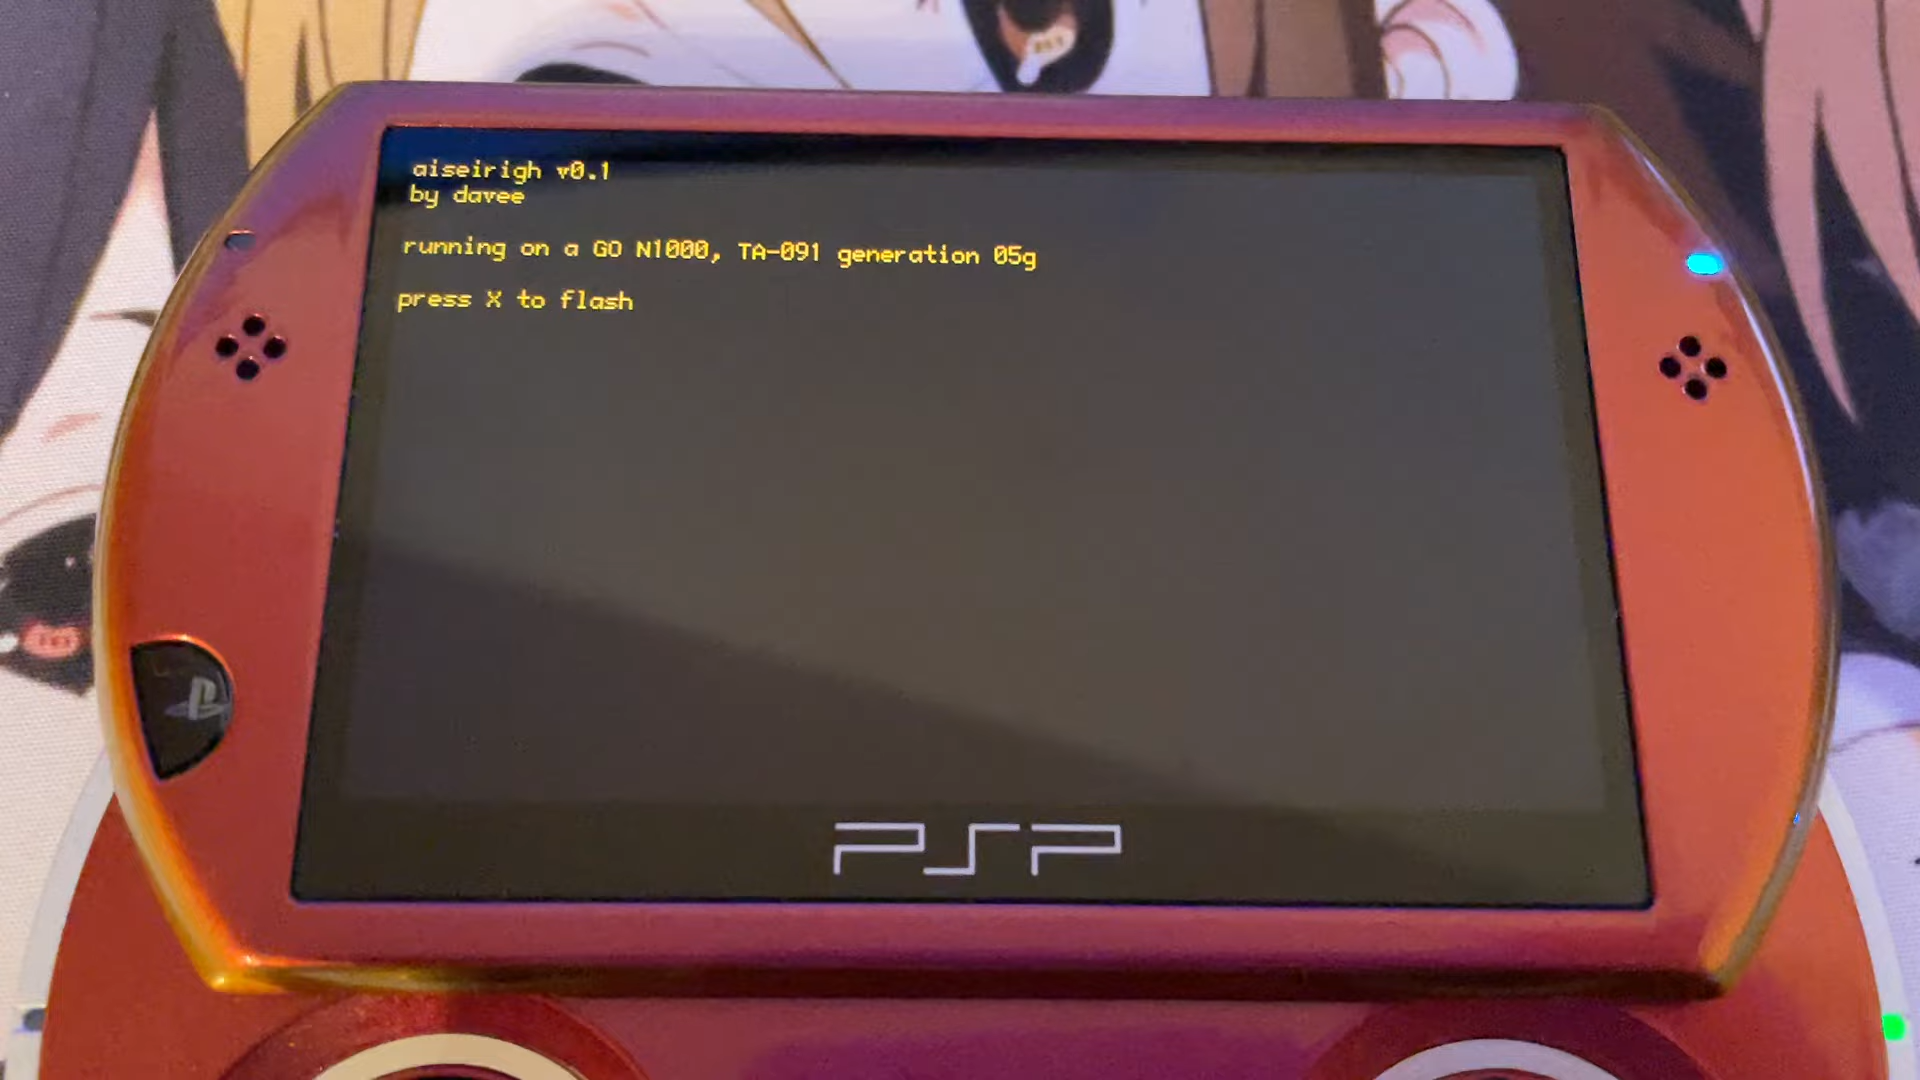 aiseirigh v0.1
by davee
running on a GO N1000, TA-091 generation 05g
press X to flash
PSP